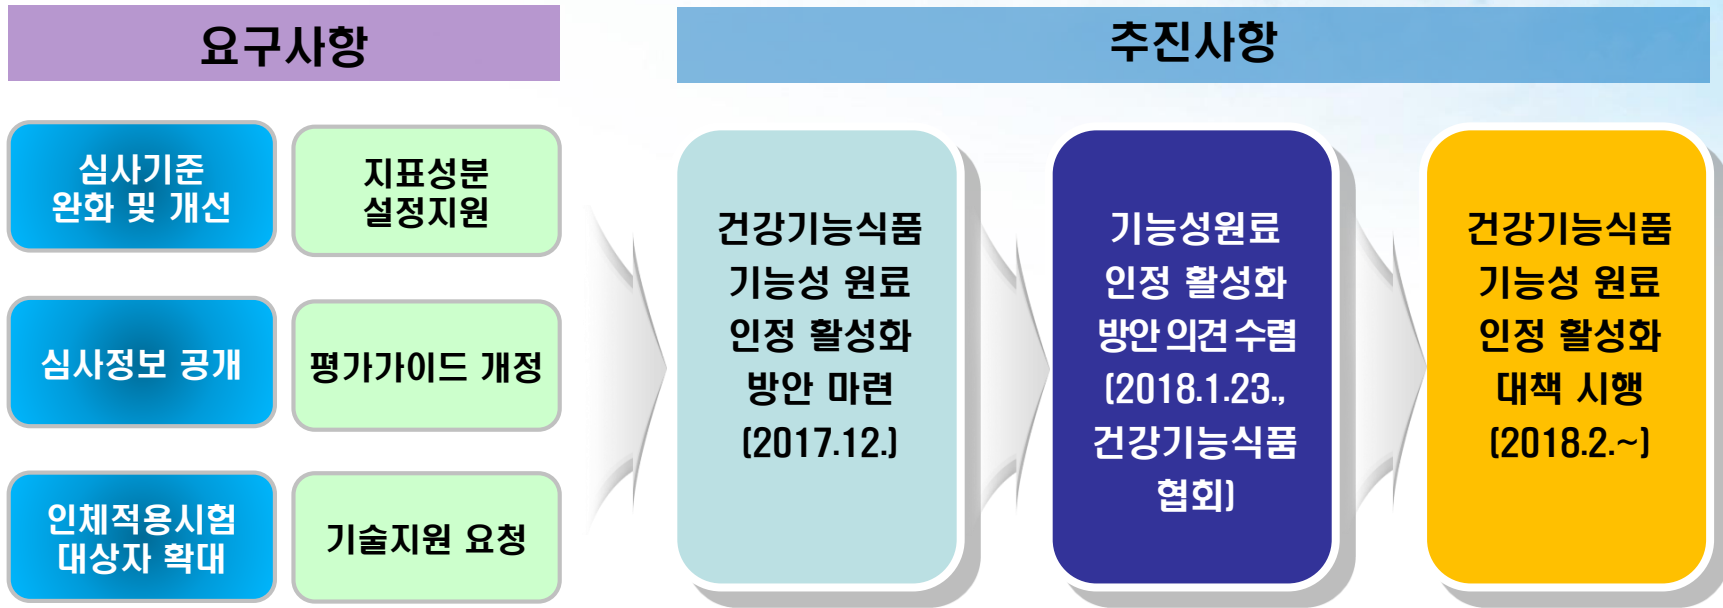 요구사항
추진사항
심사기준
완화 및 개선
지표성분
설정지원
심사정보 공개
평가가이드 개정
인체적용시험
대상자 확대
기술지원 요청
건강기능식품
기능성 원료
인정 활성화
방안 마련
(2017.12.)
기능성원료
인정 활성화
방안 의견 수렴
(2018.1.23.,
건강기능식품
협회)
건강기능식품
기능성 원료
인정 활성화
대책 시행
(2018.2.~)